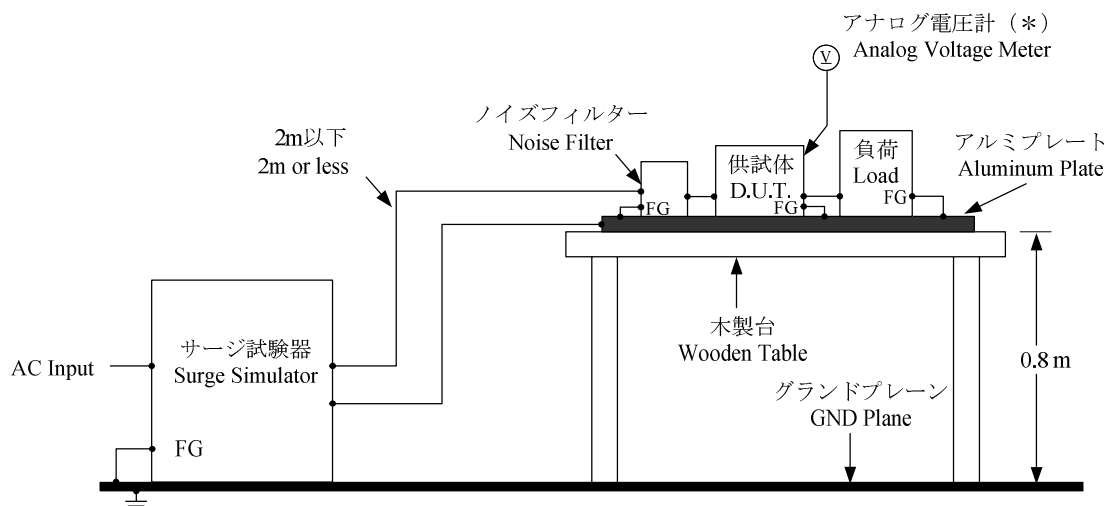 アナログ電圧計（＊）
Analog Voltage Meter
V
ノイズフィルター
Noise Filter
2m以下
2m or less
供試体
D.U.T.
負荷
Load
アルミプレート
Aluminum Plate
FG
FG
FG
木製台
Wooden Table
サージ試験器
Surge Simulator
AC Input
0.8 m
グランドプレーン
GND Plane
FG